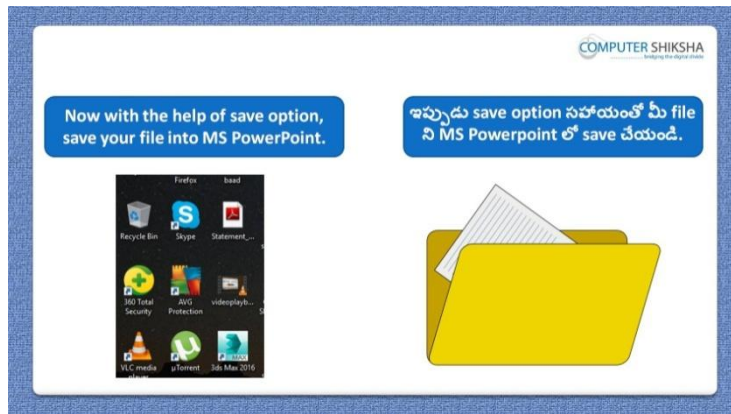 COMPUTER SHIKSHA
bridging the digital divide
Now with the help of save option,
save your file into MS PowerPoint.
ఇప్పుడు save option సహాయంతో మీ file
ని MS Powerpoint లో save చేయండి.
Firefox baad
Recycle Bin Skype Statement_...
360 Total AVG videoplayb...
Security Protection
VLC media µTorrent 3ds Max 2016
player